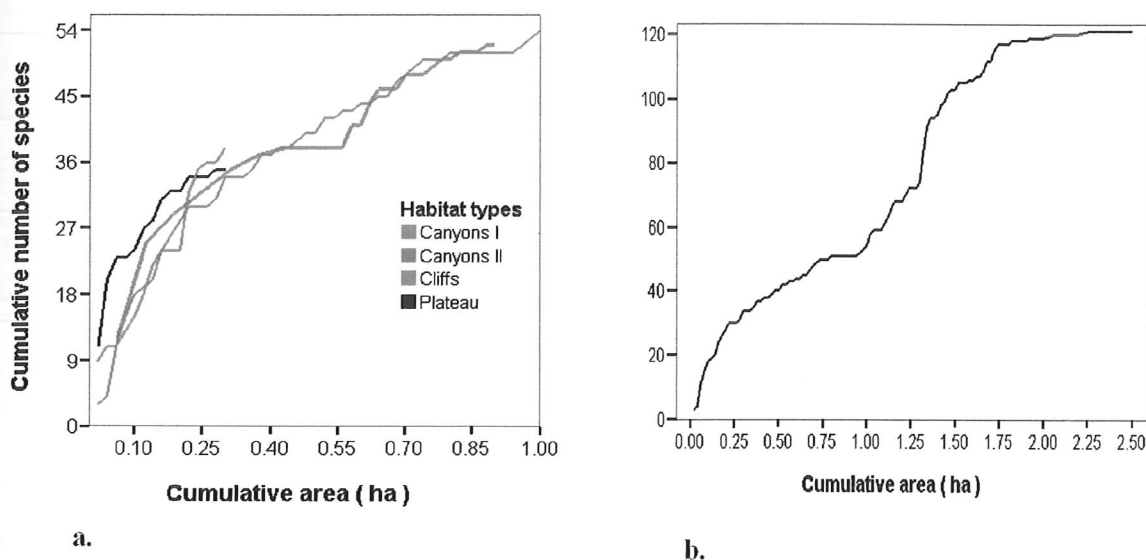 Cumulative number of species
54
45
36
27
18
9
0
0.10 0.25 0.40 0.55 0.70 0.85 1.00
Cumulative area ( ha )
Habitat types
Canyons I
Canyons II
Cliffs
Plateau
a.
120
100
80
60
40
20
0
0.00 0.25 0.50 0.75 1.00 1.25 1.50 1.75 2.00 2.25 2.50
Cumulative area ( ha )
b.